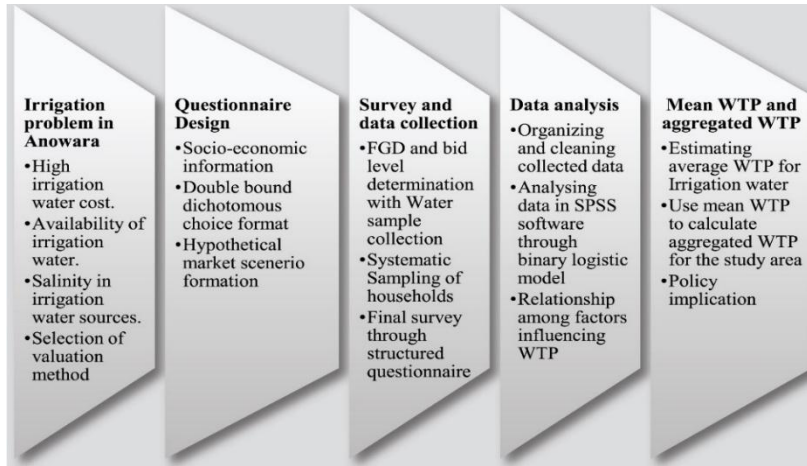 Irrigation
problem in
Anowara
•High
irrigation
water cost.
•Availability of
irrigation
water.
•Salinity in
irrigation
water sources.
•Selection of
valuation
method
Questionnaire
Design
•Socio-economic
information
•Double bound
dichotomous
choice format
•Hypothetical
market scenerio
formation
Survey and
data collection
•FGD and bid
level
determination
with Water
sample
collection
•Systematic
Sampling of
households
•Final survey
through
structured
questionnaire
Data analysis
•Organizing
and cleaning
collected data
•Analysing
data in SPSS
software
through
binary logistic
model
•Relationship
among factors
influencing
WTP
Mean WTP and
aggregated WTP
•Estimating
average WTP for
Irrigation water
•Use mean WTP
to calculate
aggregated WTP
for the study area
•Policy
implication